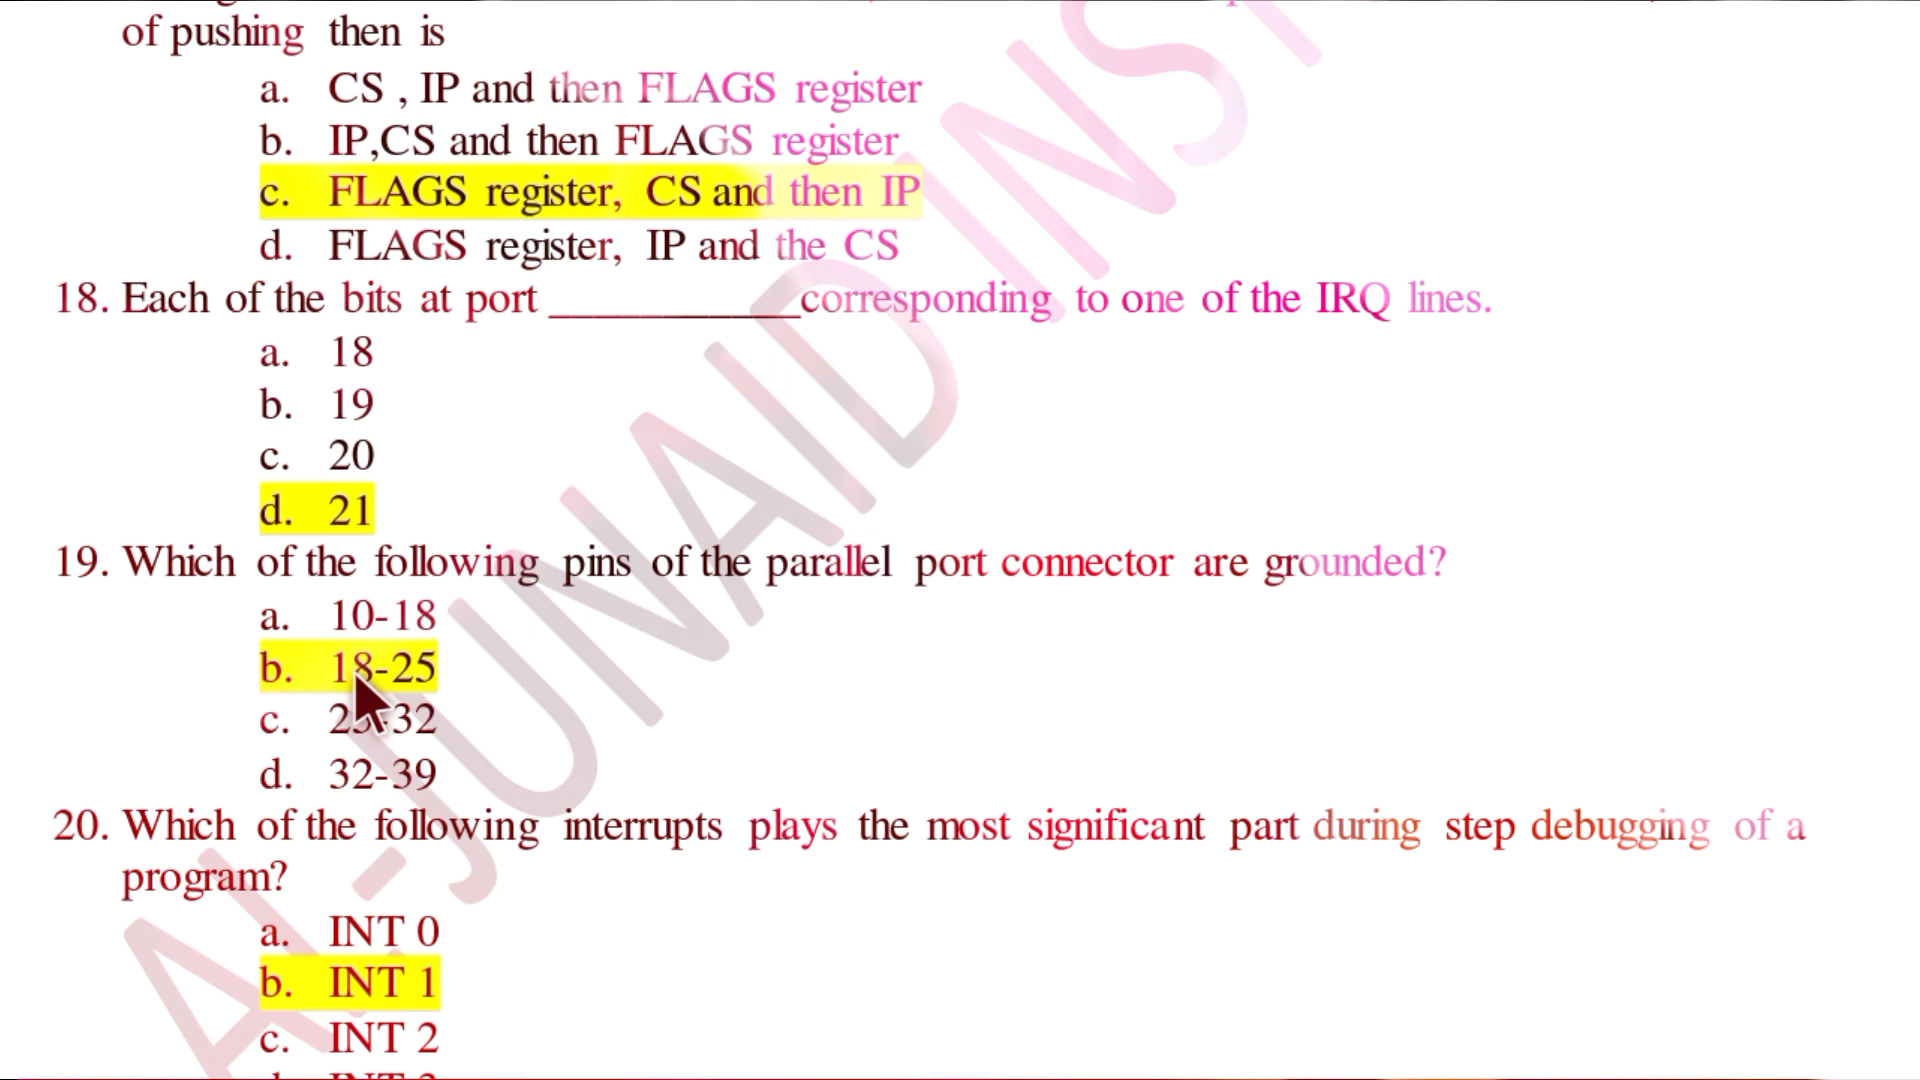 of pushing then is
a. CS , IP and then FLAGS register
b. IP,CS and then FLAGS register
c. FLAGS register, CS and then IP
d. FLAGS register, IP and the CS
18. Each of the bits at port ___________corresponding to one of the IRQ lines.
a. 18
b. 19
c. 20
d. 21
19. Which of the following pins of the parallel port connector are grounded?
a. 10-18
b. 18-25
c. 25-32
d. 32-39
20. Which of the following interrupts plays the most significant part during step debugging of a
program?
a. INT 0
b. INT 1
c. INT 2
AL-JUNAID INST